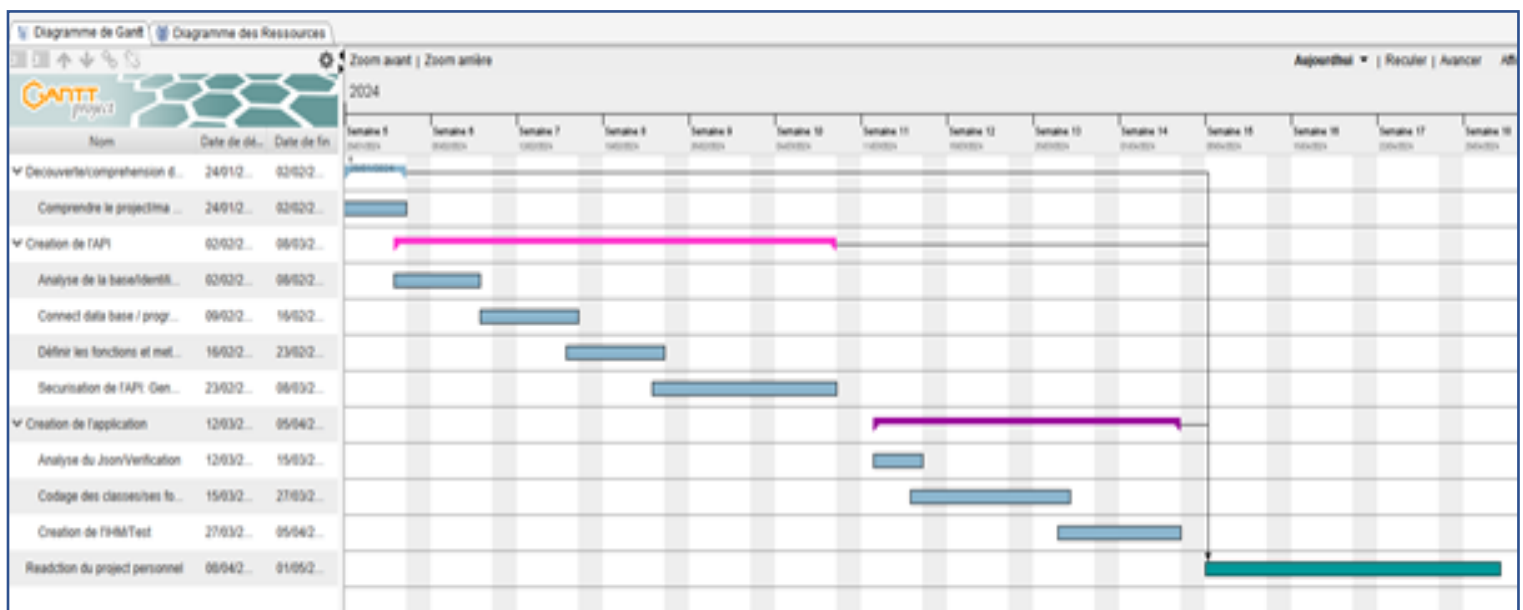 Diagramme de Gantt Diagramme des Ressources
Zoom avant | Zoom arrière Aujourdhui | Reculer | Avancer
GANTT
project
2024
Semaine 5 Semaine 6 Semaine 7 Semaine 8 Semaine 9 Semaine 10 Semaine 11 Semaine 12 Semaine 13 Semaine 14 Semaine 15 Semaine 16 Semaine 17 Semaine 18
Nom Date de dé... Date de fin
Decouverte/comprehension d... 24/01/2... 02/02/2...
Comprendre le project/ma ... 24/01/2... 02/02/2...
Creation de l'API 02/02/2... 08/03/2...
Analyse de la base/identifi... 02/02/2... 08/02/2...
Connect data base / progr... 09/02/2... 16/02/2...
Définir les fonctions et met... 16/02/2... 23/02/2...
Securisation de l'API: Gen... 23/02/2... 08/03/2...
Creation de l'application 12/03/2... 05/04/2...
Analyse du Json/Verification 12/03/2... 15/03/2...
Codage des classes/ses fo... 15/03/2... 27/03/2...
Creation de l'IHM/Test 27/03/2... 05/04/2...
Readction du project personnel 08/04/2... 01/05/2...